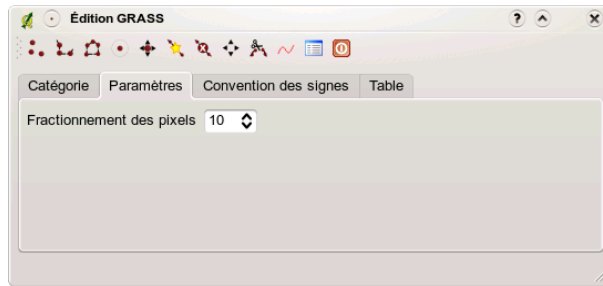 Édition GRASS
Catégorie Paramètres Convention des signes Table
Fractionnement des pixels 10